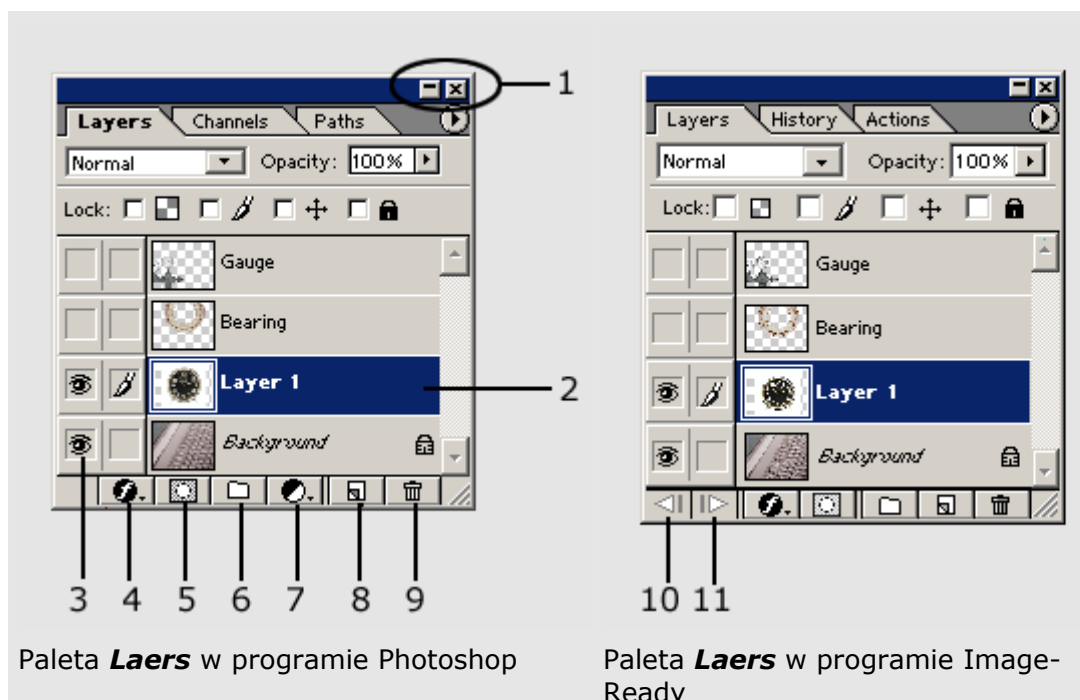 1
Layers Channels Paths
Normal Opacity: 100%
Lock:
Gauge
Bearing
Layer 1
2
Background
3 4 5 6 7 8 9
Paleta Laers w programie Photoshop
Layers History Actions
Normal Opacity: 100%
Lock:
Gauge
Bearing
Layer 1
Background
10 11
Paleta Laers w programie Image-
Ready